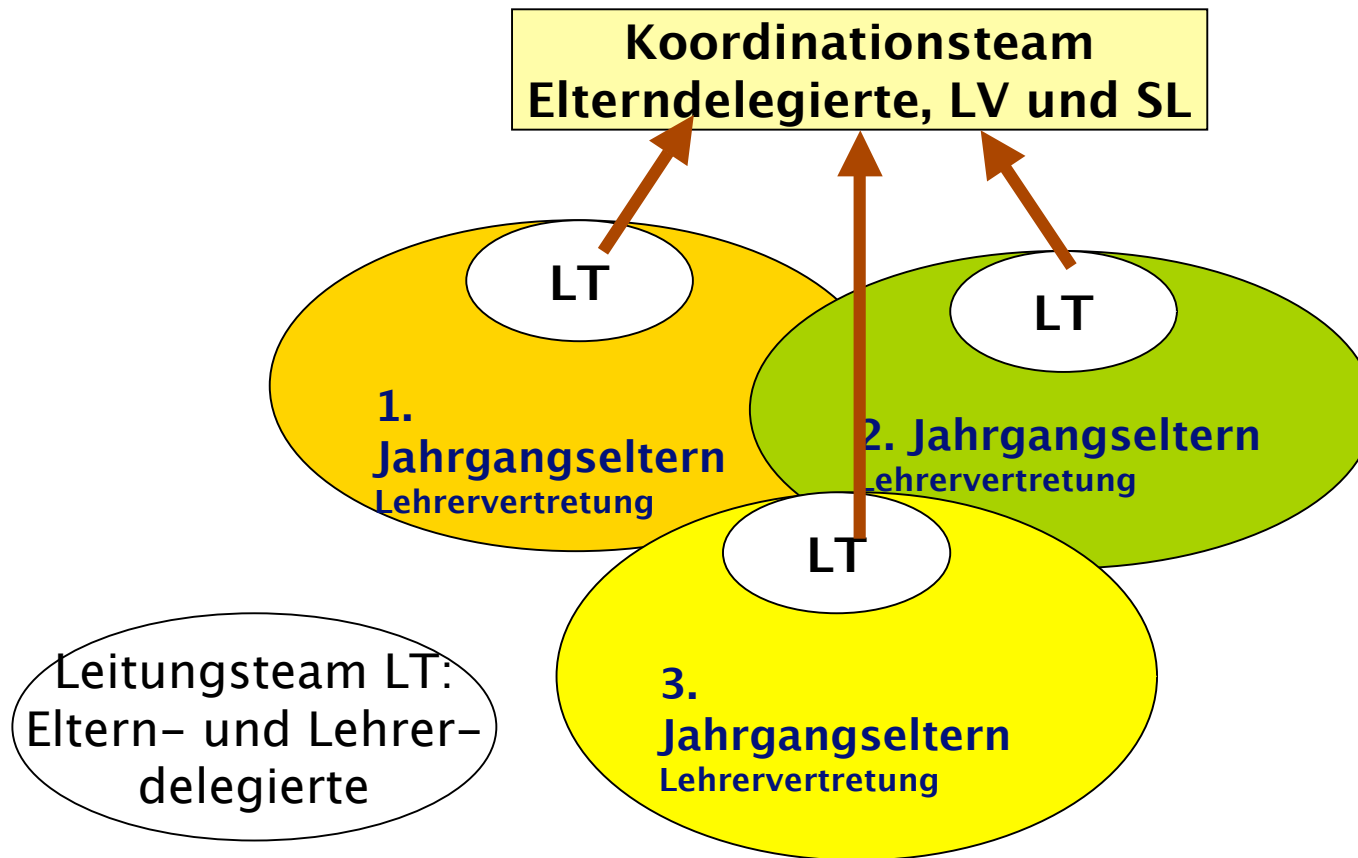 Koordinationsteam
Elterndelegierte, LV und SL
LT
LT
1.
Jahrgangseltern
Lehrervertretung
2. Jahrgangseltern
Lehrervertretung
LT
3.
Jahrgangseltern
Lehrervertretung
Leitungsteam LT:
Eltern- und Lehrer-
delegierte